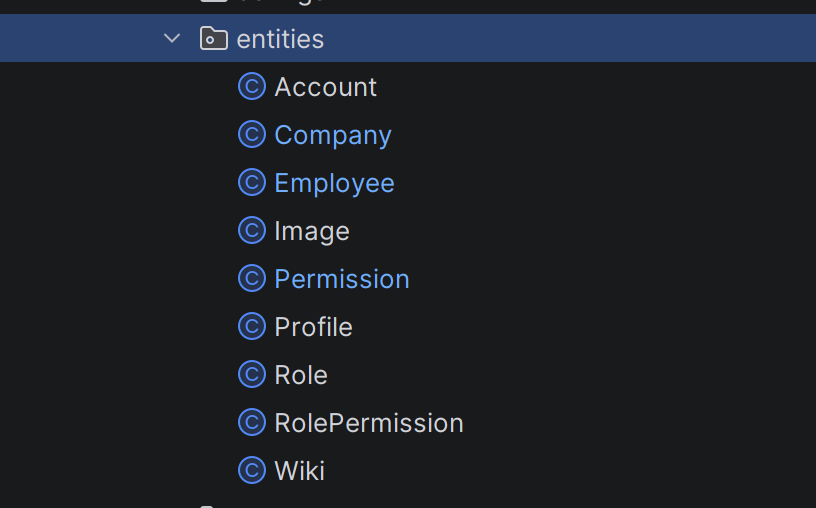 entities
C Account
C Company
C Employee
C Image
C Permission
C Profile
C Role
C RolePermission
C Wiki